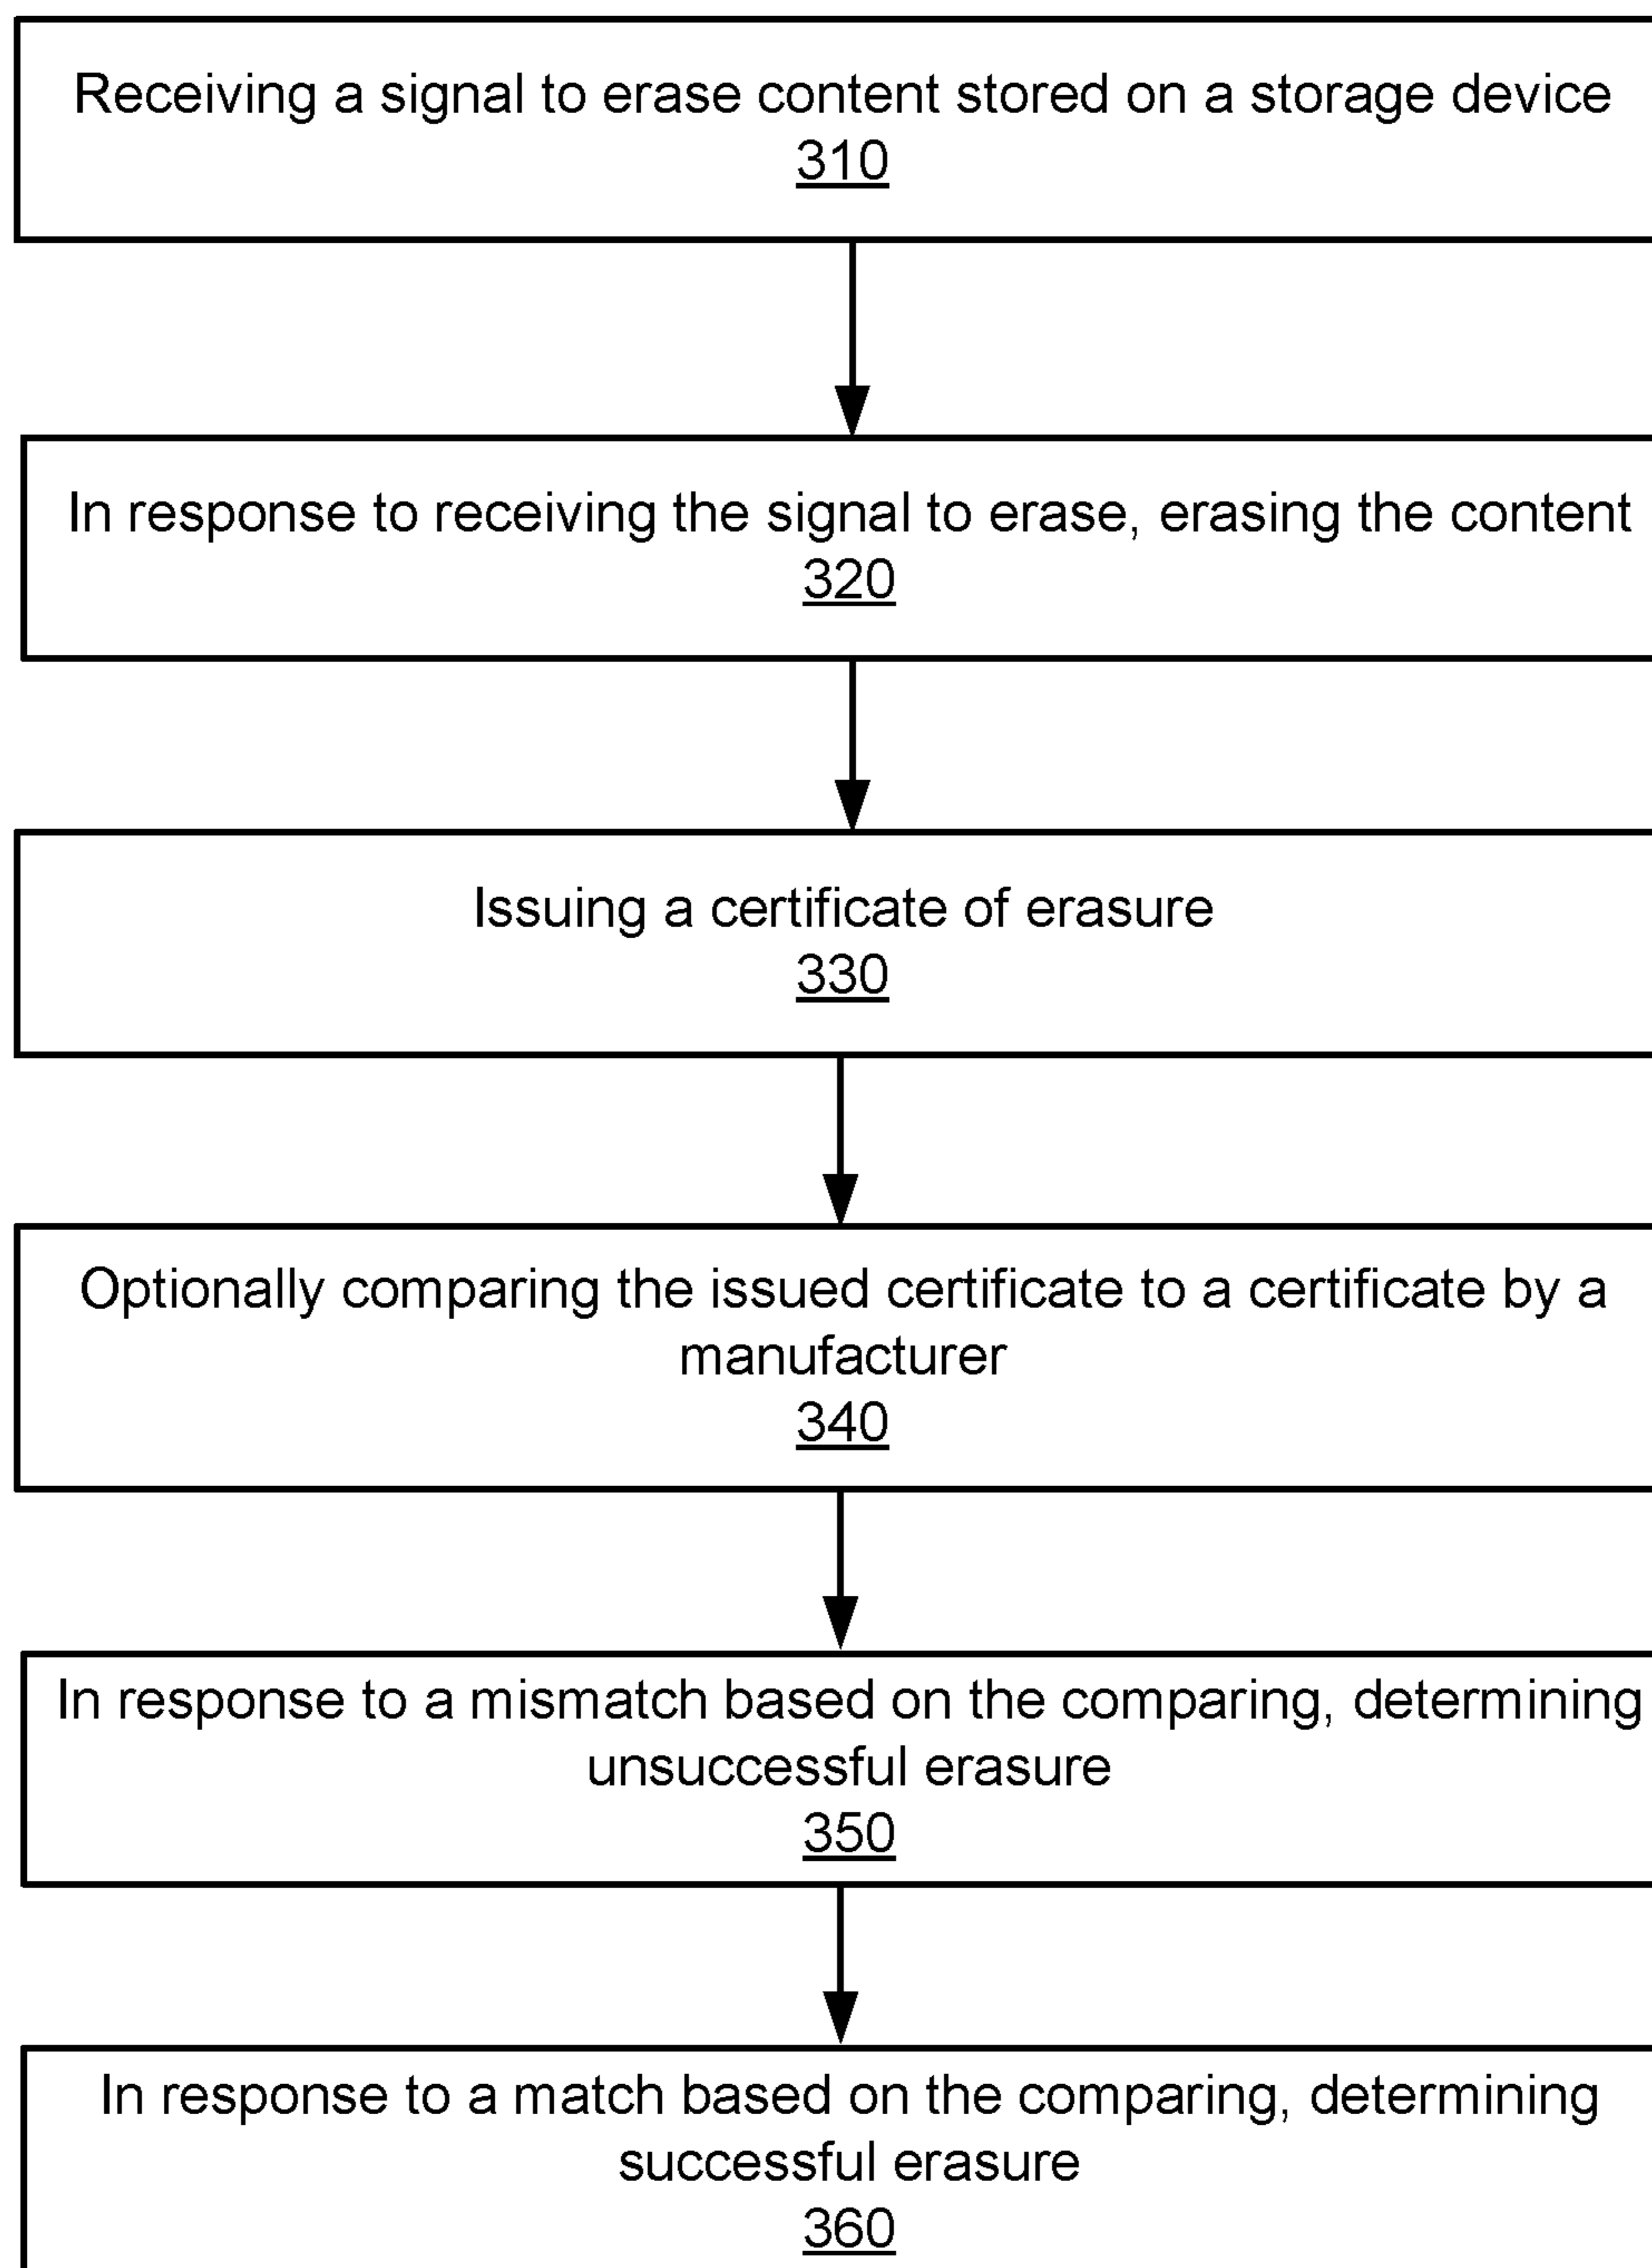 Receiving a signal to erase content stored on a storage device
310
In response to receiving the signal to erase, erasing the content
320
Issuing a certificate of erasure
330
Optionally comparing the issued certificate to a certificate by a
manufacturer
340
In response to a mismatch based on the comparing, determining
unsuccessful erasure
350
In response to a match based on the comparing, determining
successful erasure
360